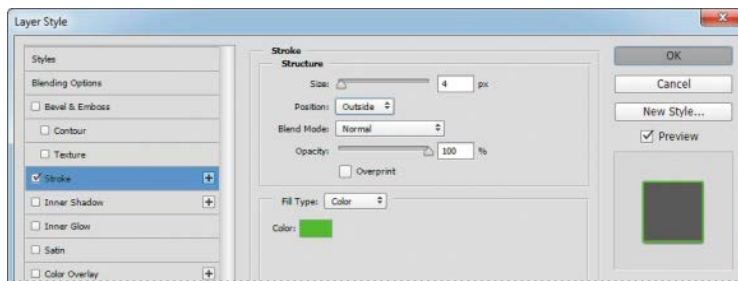 Layer Style
Styles
Blending Options
Bevel & Emboss
Contour
Texture
Stroke
Inner Shadow
Inner Glow
Satin
Color Overlay
Stroke
Structure
Size: 4 px
Position: Outside
Blend Mode: Normal
Opacity: 100 %
Overprint
Fill Type: Color
Color:
OK
Cancel
New Style...
Preview